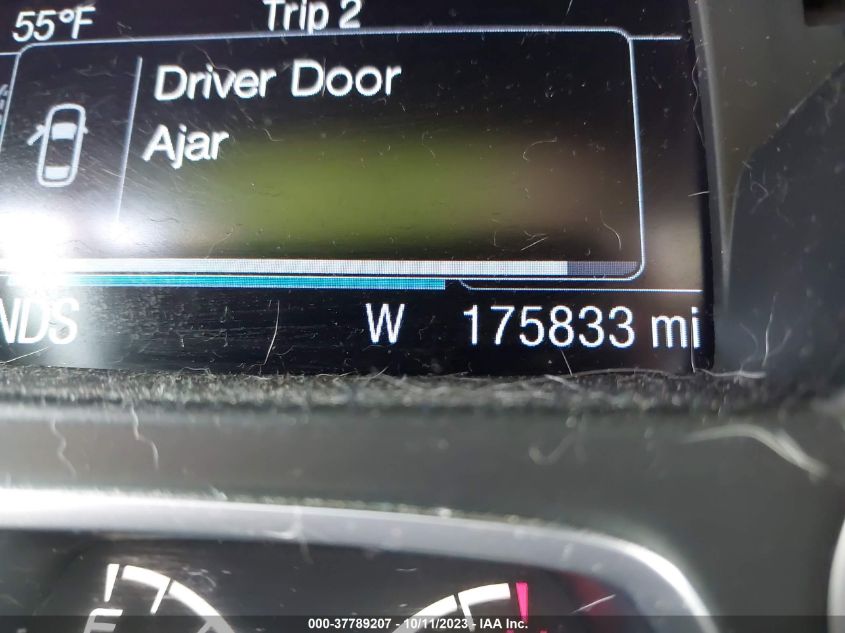 55°F
Trip 2
Driver Door
Ajar
NDS
W
175833 mi
000-37789207 - 10/11/2023 - IAA Inc.